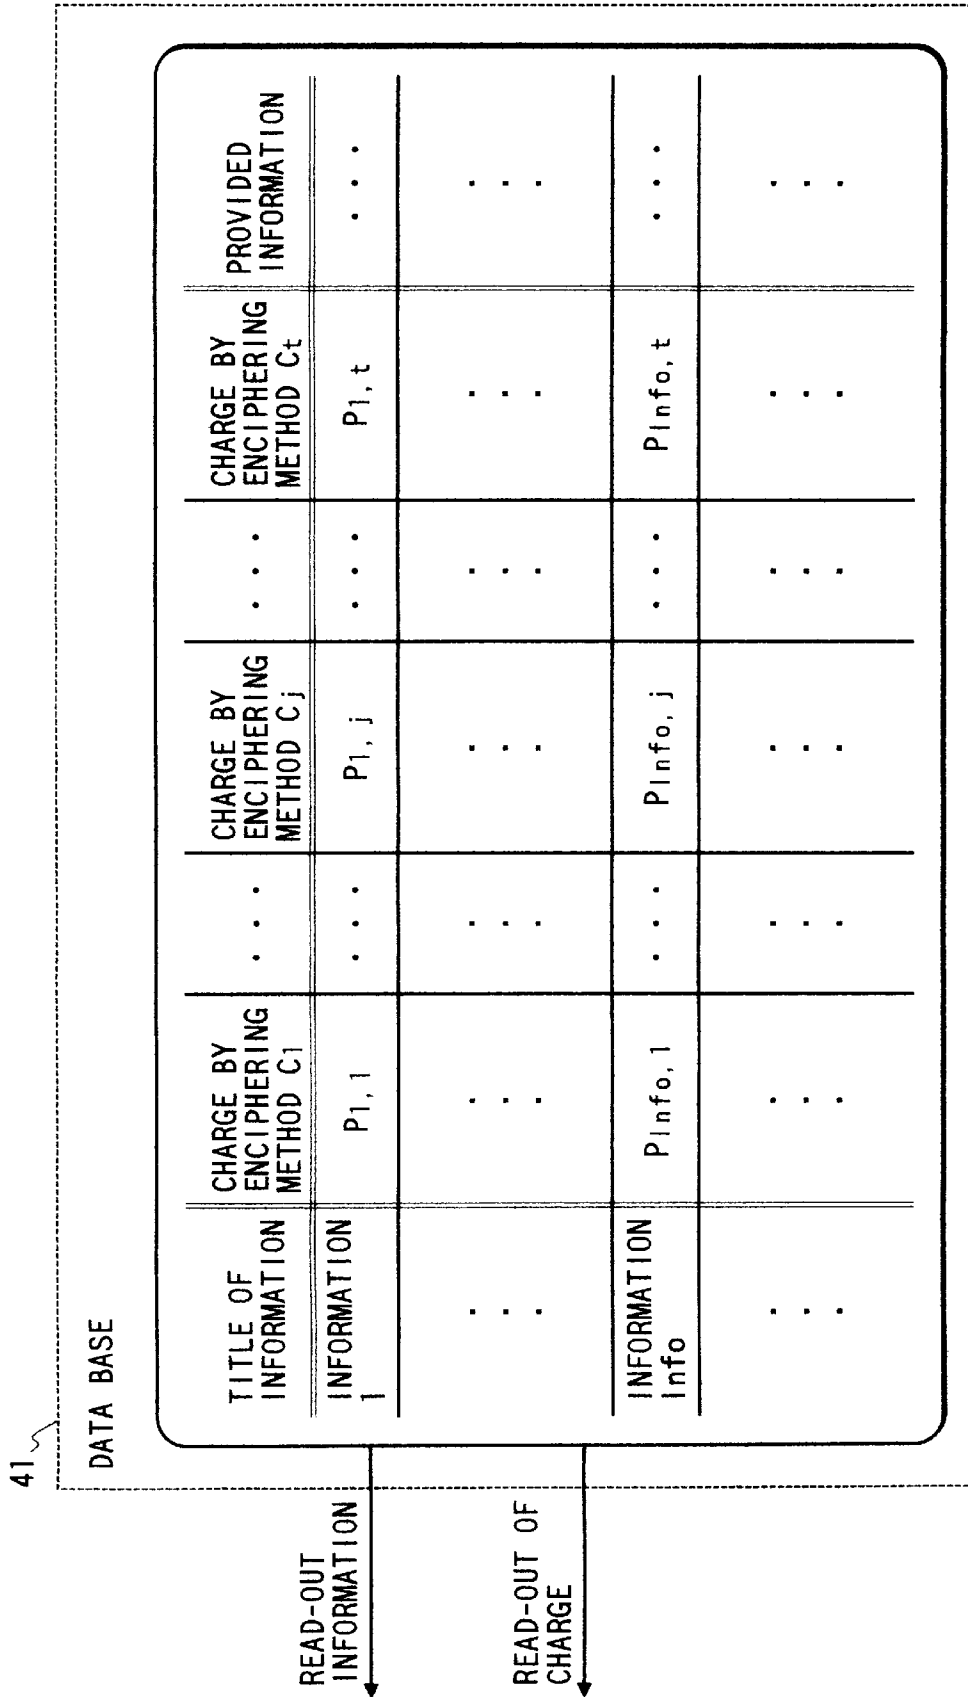 41
DATA BASE
TITLE OF
INFORMATION
CHARGE BY
ENCIPHERING
METHOD C1
. . .
CHARGE BY
ENCIPHERING
METHOD Cj
. . .
CHARGE BY
ENCIPHERING
METHOD Ct
PROVIDED
INFORMATION
INFORMATION
1
P1,1
. . .
P1,j
. . .
P1,t
. . .
. . .
. . .
. . .
. . .
. . .
. . .
. . .
INFORMATION
Info
PInfo,1
. . .
PInfo,j
. . .
PInfo,t
. . .
. . .
. . .
. . .
. . .
. . .
. . .
. . .
READ-OUT
INFORMATION
READ-OUT OF
CHARGE